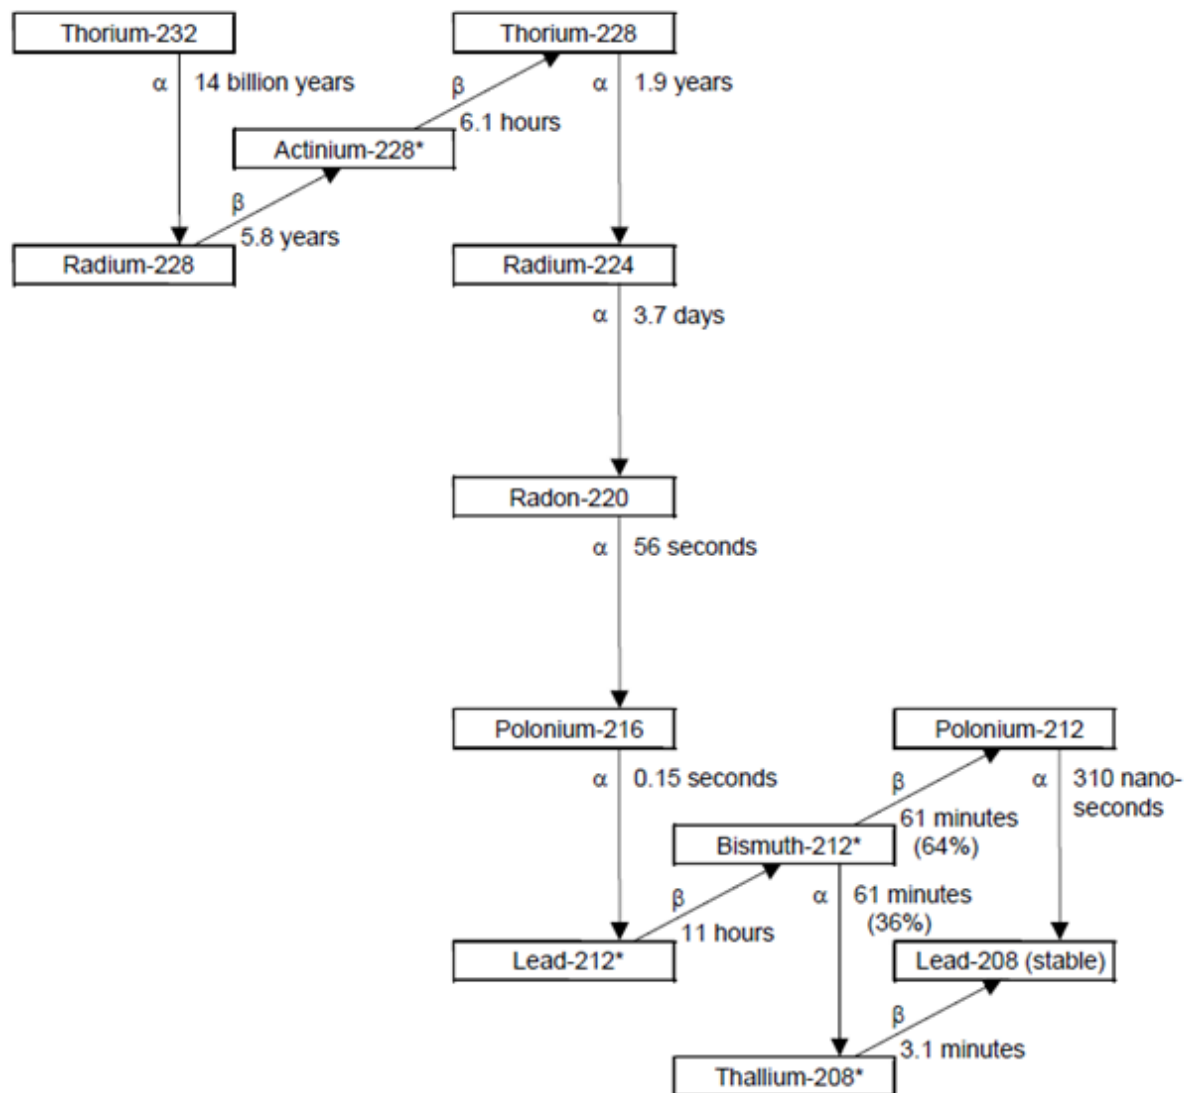 Thorium-232
Thorium-228
α
14 billion years
β
6.1 hours
α
1.9 years
Actinium-228*
β
5.8 years
Radium-228
Radium-224
α
3.7 days
Radon-220
α
56 seconds
Polonium-216
Polonium-212
α
0.15 seconds
β
61 minutes
(64%)
α
310 nano-
seconds
Bismuth-212*
β
11 hours
α
61 minutes
(36%)
Lead-212*
Lead-208 (stable)
β
3.1 minutes
Thallium-208*